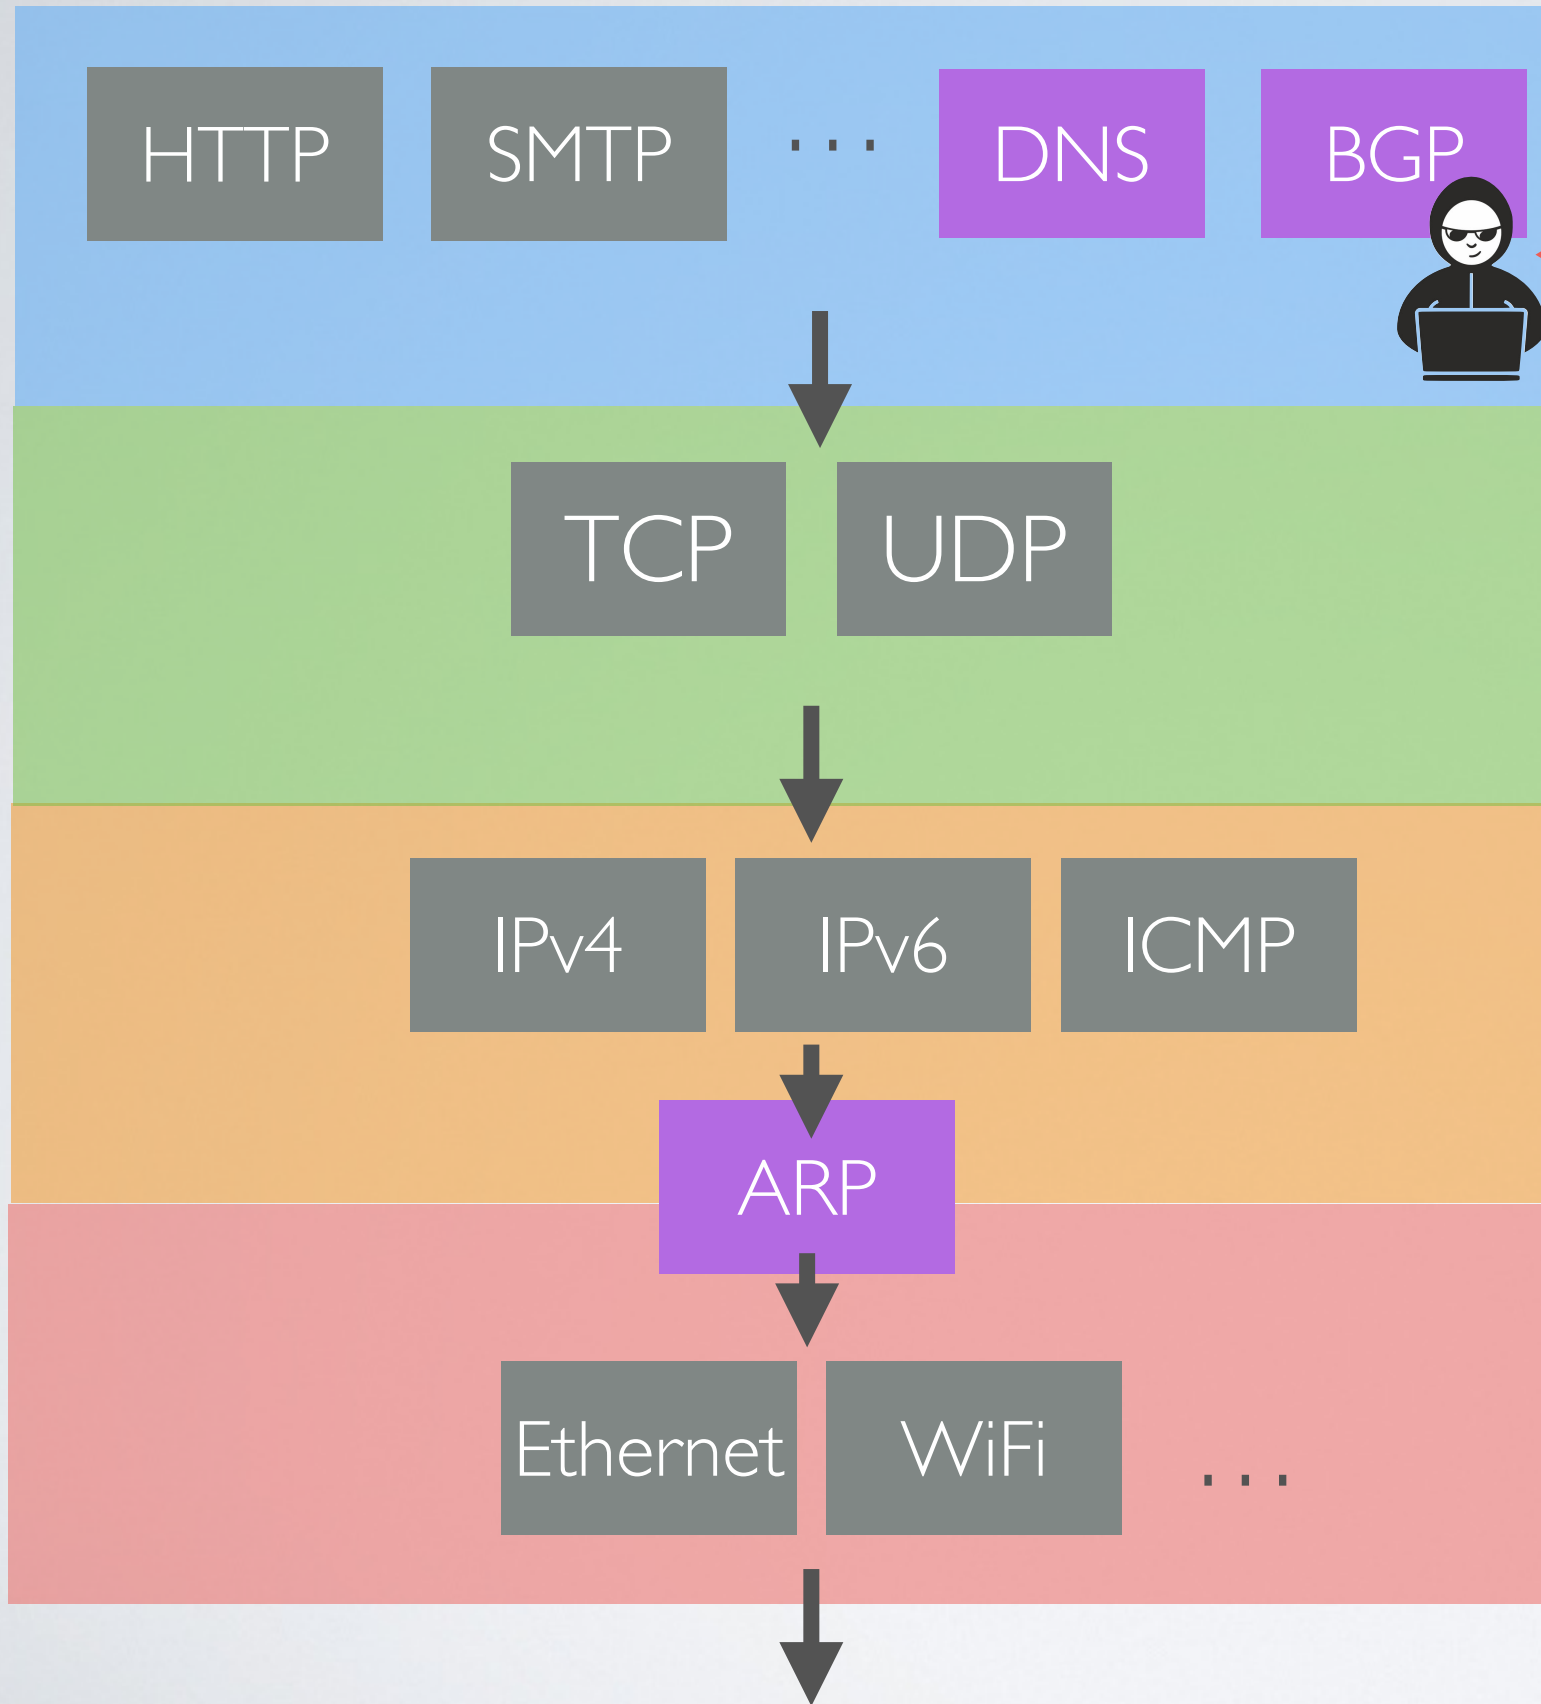 HTTP
SMTP
...
DNS
BGP
TCP
UDP
IPv4
IPv6
ICMP
ARP
Ethernet
WiFi
...